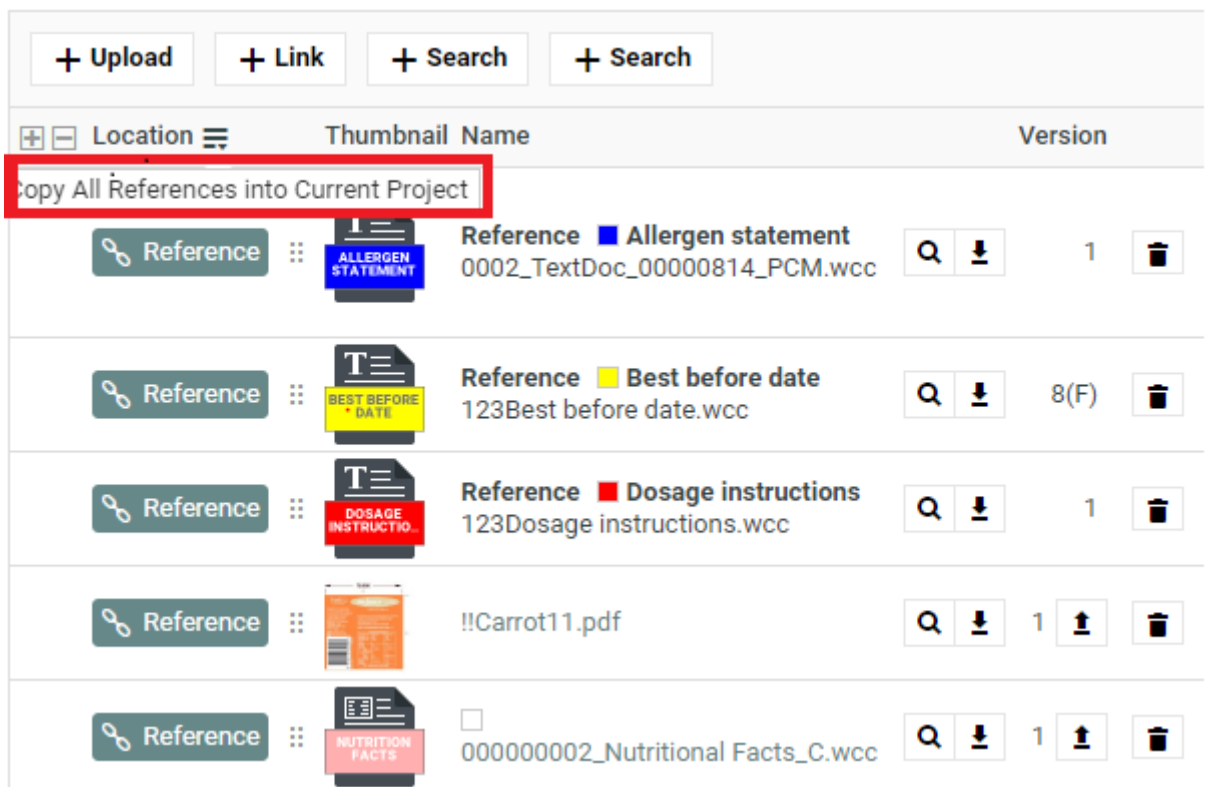 + Upload + Link + Search + Search
Location Thumbnail Name Version
Copy All References into Current Project
Reference ALLERGEN STATEMENT Reference Allergen statement
0002_TextDoc_00000814_PCM.wcc 1
Reference BEST BEFORE * DATE Reference Best before date
123Best before date.wcc 8(F)
Reference DOSAGE INSTRUCTIO... Reference Dosage instructions
123Dosage instructions.wcc 1
Reference !!Carrot11.pdf 1
Reference NUTRITION FACTS
000000002_Nutritional Facts_C.wcc 1